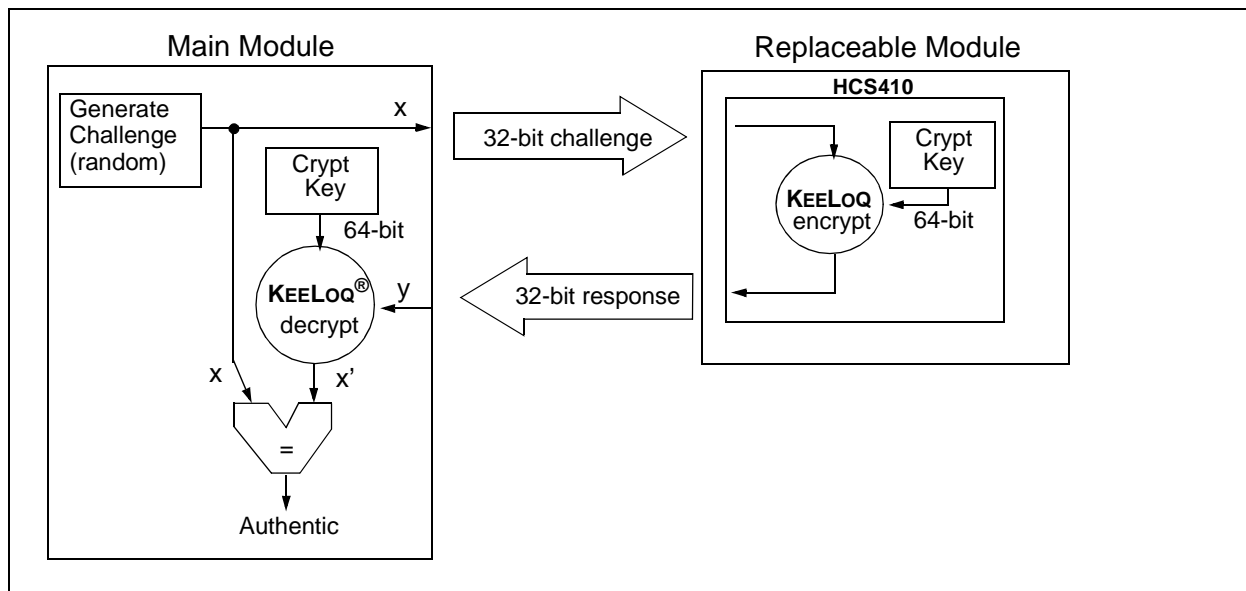 Main Module
Replaceable Module
HCS410
Generate
Challenge
(random)
x
32-bit challenge
Crypt
Key
64-bit
KEELOQ®
decrypt
y
32-bit response
Crypt
Key
KEELOQ
encrypt
64-bit
x
x'
=
Authentic